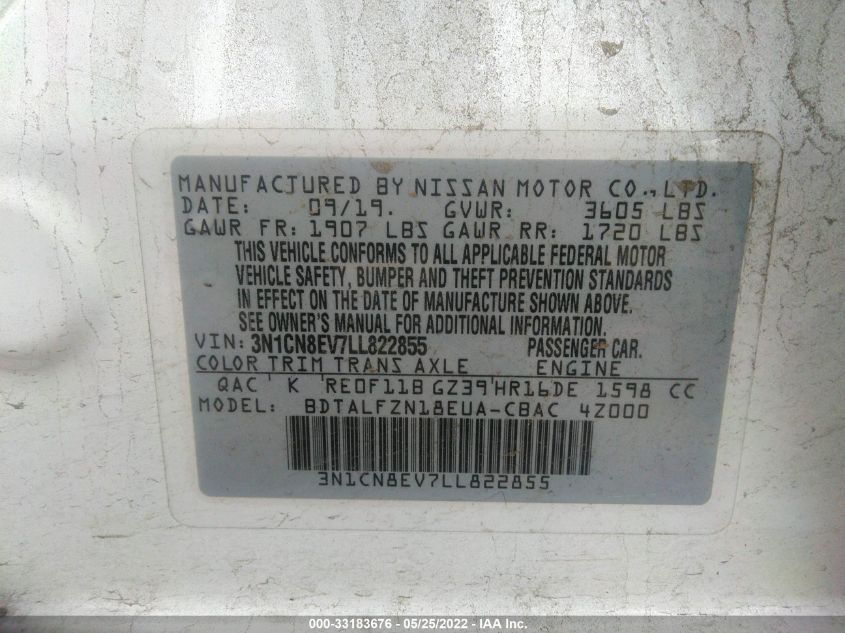 MANUFACTURED BY NISSAN MOTOR CO., LTD.
DATE: 09/19. GVWR: 3605 LBS
GAWR FR: 1907 LBS GAWR RR: 1720 LBS
THIS VEHICLE CONFORMS TO ALL APPLICABLE FEDERAL MOTOR
VEHICLE SAFETY, BUMPER AND THEFT PREVENTION STANDARDS
IN EFFECT ON THE DATE OF MANUFACTURE SHOWN ABOVE.
SEE OWNER'S MANUAL FOR ADDITIONAL INFORMATION.
VIN: 3N1CN8EV7LL822855 PASSENGER CAR.
COLOR TRIM TRANS AXLE ENGINE
QAC K RE0F11B GZ39 HR16DE 1598 CC
MODEL: BDTALFZN18EUA-CBAC 4Z000
3N1CN8EV7LL822855
000-33183676 - 05/25/2022 - IAA Inc.